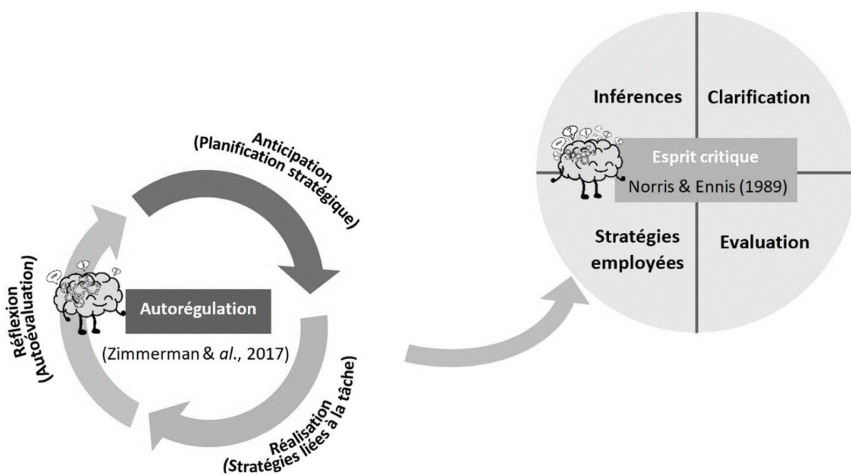 Anticipation
(Planification stratégique)
Autorégulation
(Zimmerman & al., 2017)
Réalisation
(Stratégies liées à la tâche)
Réflexion
(Autoévaluation)
Inférences
Clarification
Esprit critique
Norris & Ennis (1989)
Stratégies
employées
Evaluation